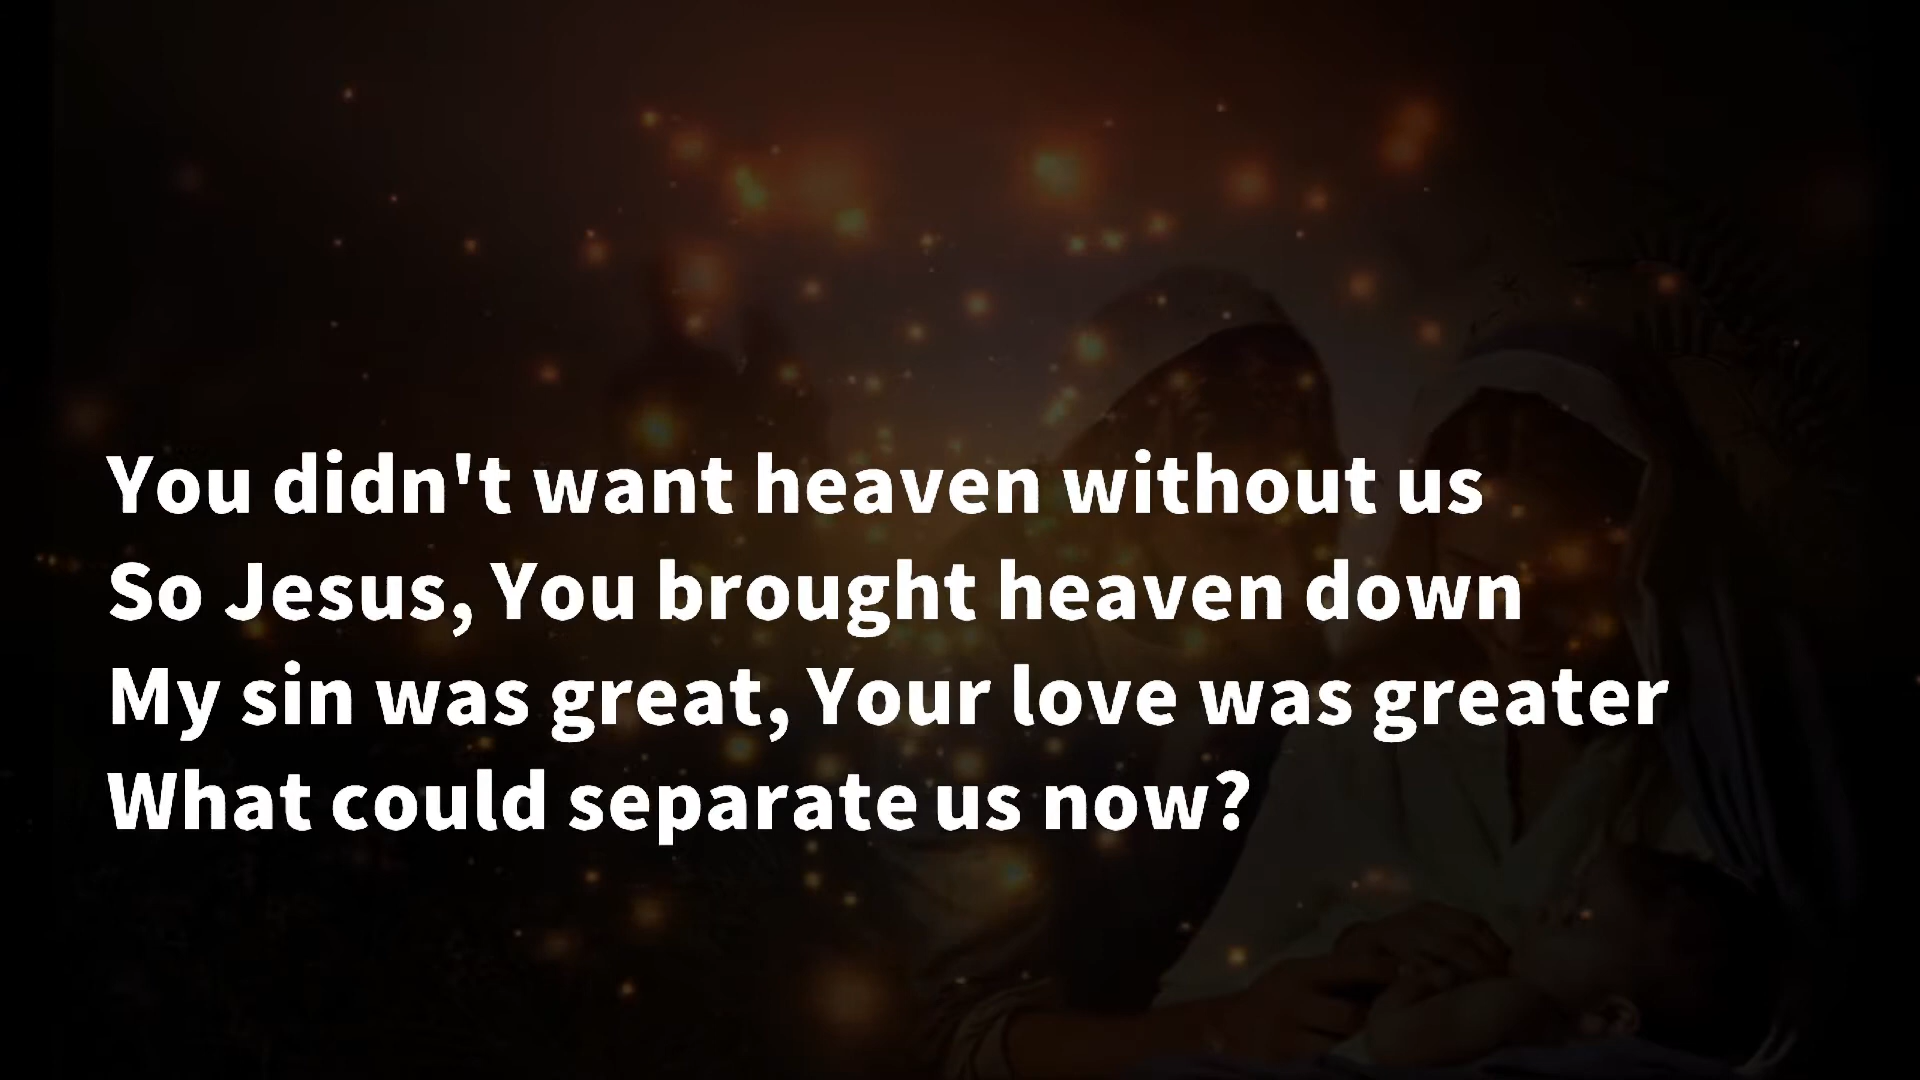 You didn't want heaven without us
So Jesus, You brought heaven down
My sin was great, Your love was greater
What could separate us now?